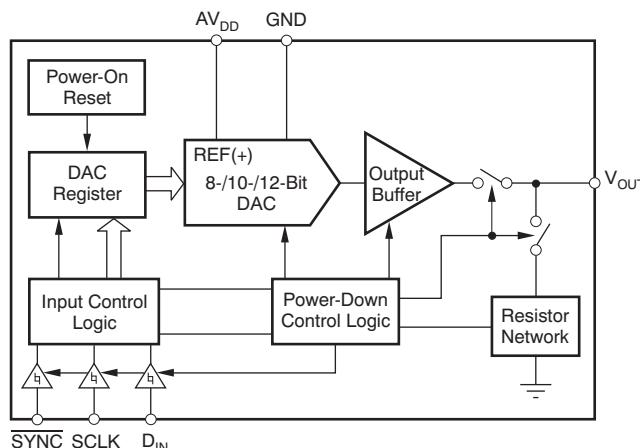 AV_DD GND
Power-On
Reset
DAC
Register
REF(+)
8-/10-/12-Bit
DAC
Output
Buffer
V_OUT
Input Control
Logic
Power-Down
Control Logic
Resistor
Network
SYNC SCLK D_IN